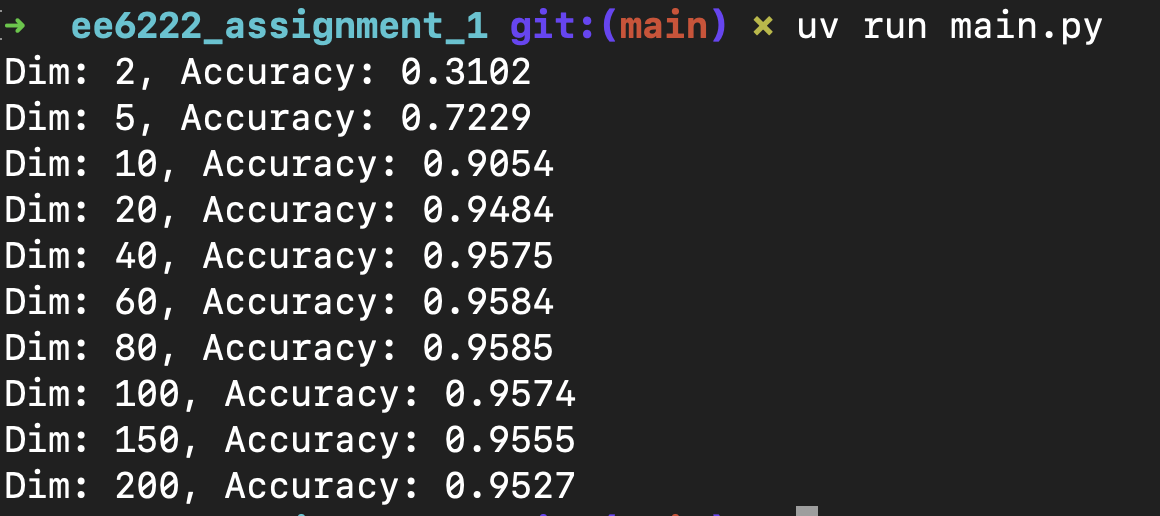 → ee6222_assignment_1 git:(main) × uv run main.py
Dim: 2, Accuracy: 0.3102
Dim: 5, Accuracy: 0.7229
Dim: 10, Accuracy: 0.9054
Dim: 20, Accuracy: 0.9484
Dim: 40, Accuracy: 0.9575
Dim: 60, Accuracy: 0.9584
Dim: 80, Accuracy: 0.9585
Dim: 100, Accuracy: 0.9574
Dim: 150, Accuracy: 0.9555
Dim: 200, Accuracy: 0.9527